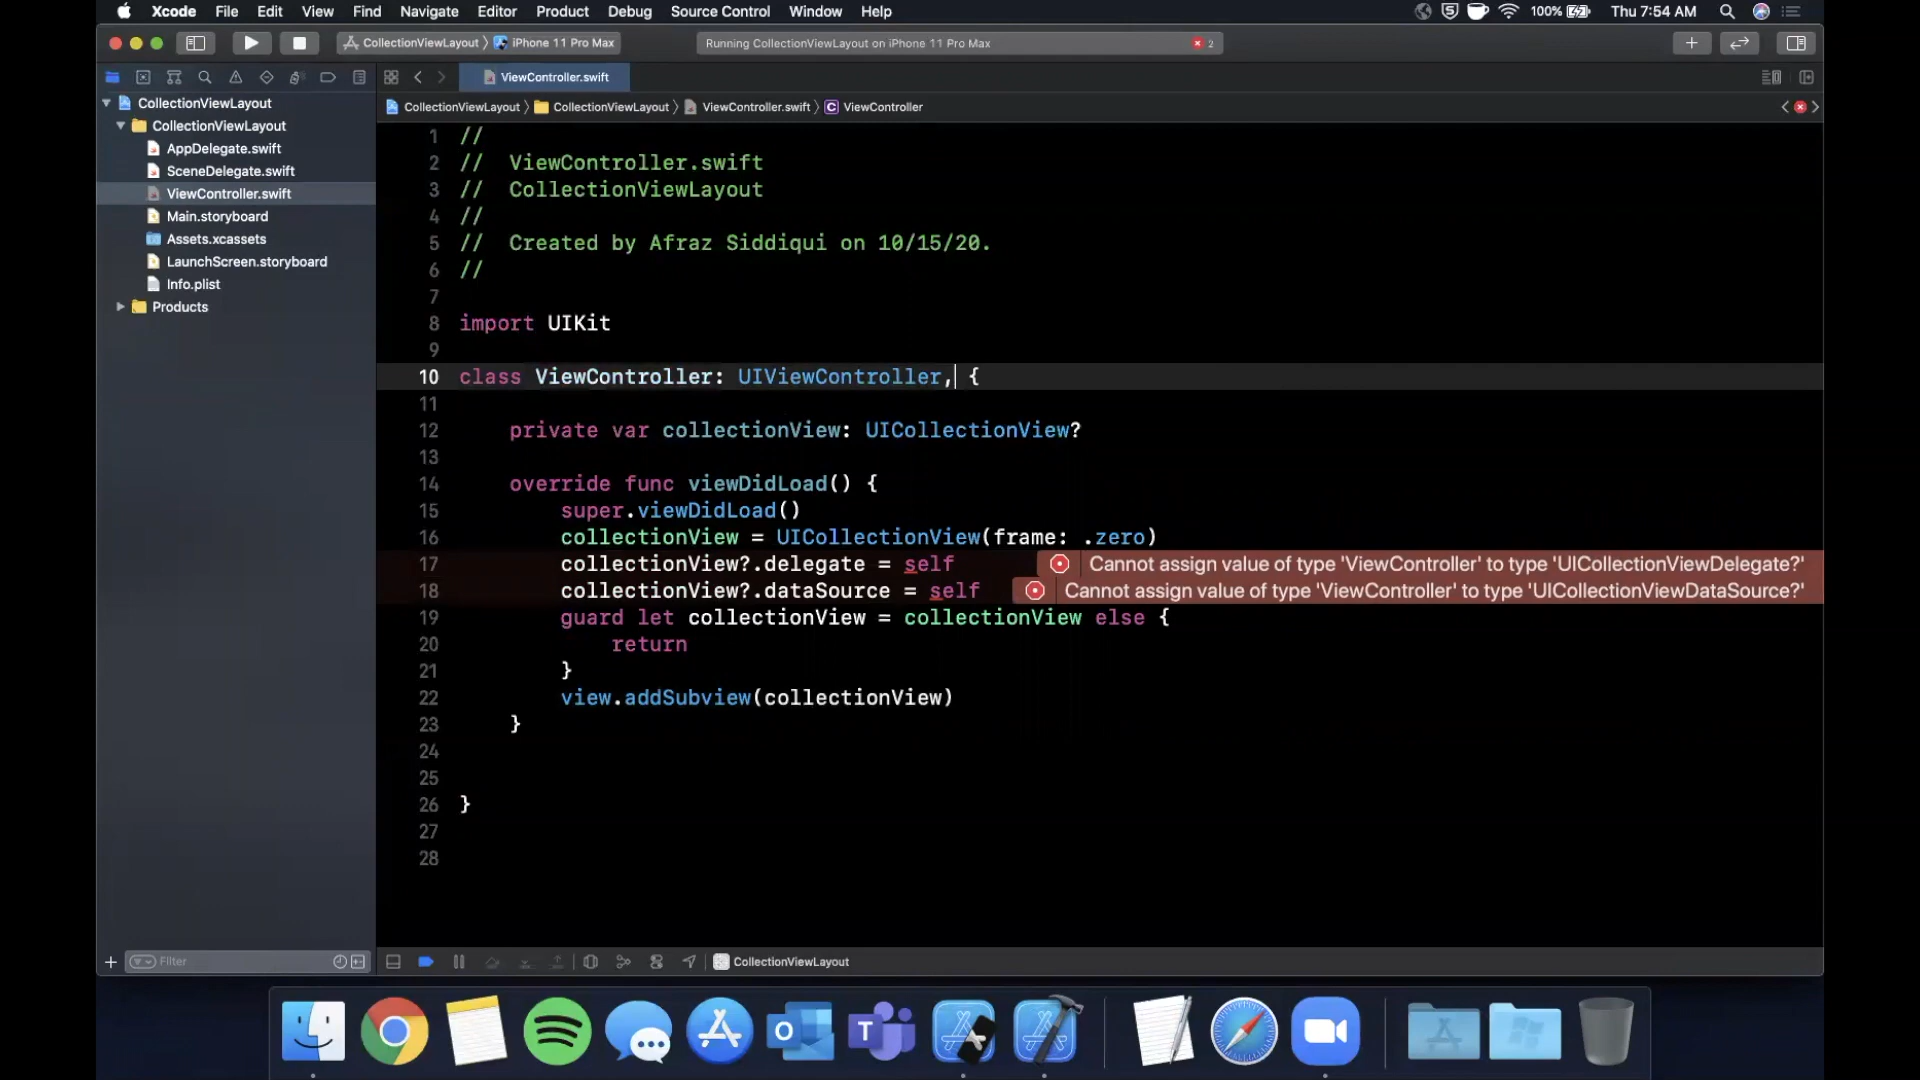 Xcode File Edit View Find Navigate Editor Product Debug Source Control Window Help 100% Thu 7:54 AM
CollectionViewLayout iPhone 11 Pro Max Running CollectionViewLayout on iPhone 11 Pro Max 2
ViewController.swift
CollectionViewLayout CollectionViewLayout ViewController.swift C ViewController
CollectionViewLayout
CollectionViewLayout
AppDelegate.swift
SceneDelegate.swift
ViewController.swift
Main.storyboard
Assets.xcassets
LaunchScreen.storyboard
Info.plist
Products
1 //
2 // ViewController.swift
3 // CollectionViewLayout
4 //
5 // Created by Afraz Siddiqui on 10/15/20.
6 //
7
8 import UIKit
9
10 class ViewController: UIViewController, {
11
12 private var collectionView: UICollectionView?
13
14 override func viewDidLoad() {
15 super.viewDidLoad()
16 collectionView = UICollectionView(frame: .zero)
17 collectionView?.delegate = self Cannot assign value of type 'ViewController' to type 'UICollectionViewDelegate?'
18 collectionView?.dataSource = self Cannot assign value of type 'ViewController' to type 'UICollectionViewDataSource?'
19 guard let collectionView = collectionView else {
20 return
21 }
22 view.addSubview(collectionView)
23 }
24
25
26 }
27
28
Filter
CollectionViewLayout